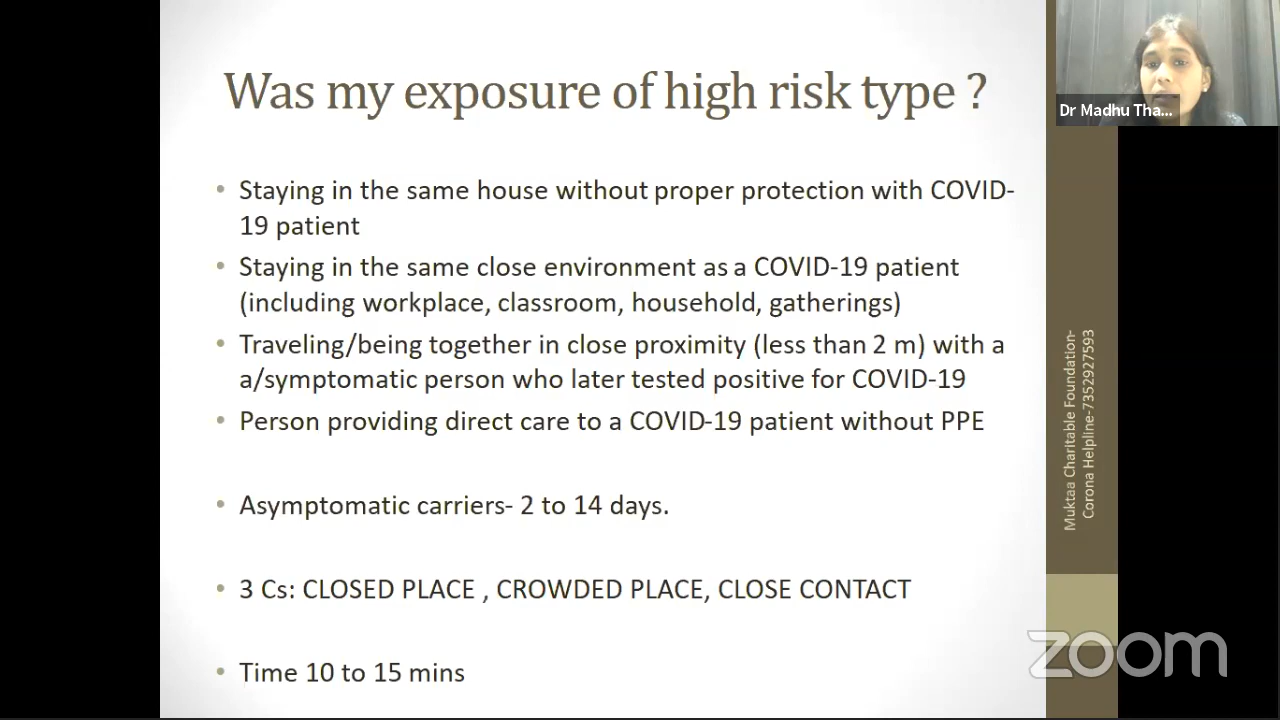 Was my exposure of high risk type ?
Dr Madhu Tha...
• Staying in the same house without proper protection with COVID-
19 patient
• Staying in the same close environment as a COVID-19 patient
(including workplace, classroom, household, gatherings)
• Traveling/being together in close proximity (less than 2 m) with a
a/symptomatic person who later tested positive for COVID-19
• Person providing direct care to a COVID-19 patient without PPE
• Asymptomatic carriers- 2 to 14 days.
• 3 Cs: CLOSED PLACE , CROWDED PLACE, CLOSE CONTACT
• Time 10 to 15 mins
Muktaa Charitable Foundation-
Corona Helpline-7352927593
zoom